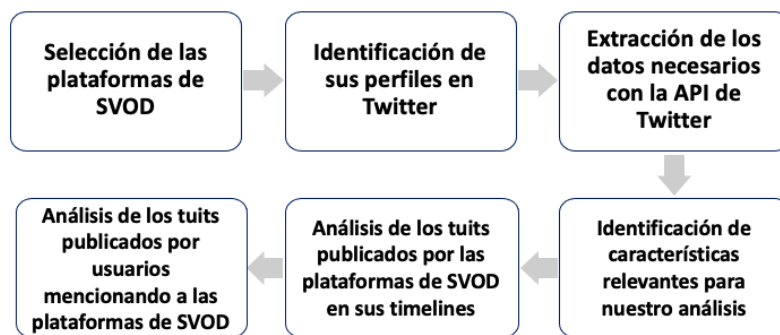 Selección de las
plataformas de
SVOD
Identificación de
sus perfiles en
Twitter
Extracción de los
datos necesarios
con la API de
Twitter
Identificación de
características
relevantes para
nuestro análisis
Análisis de los tuits
publicados por las
plataformas de SVOD
en sus timelines
Análisis de los tuits
publicados por
usuarios
mencionando a las
plataformas de SVOD